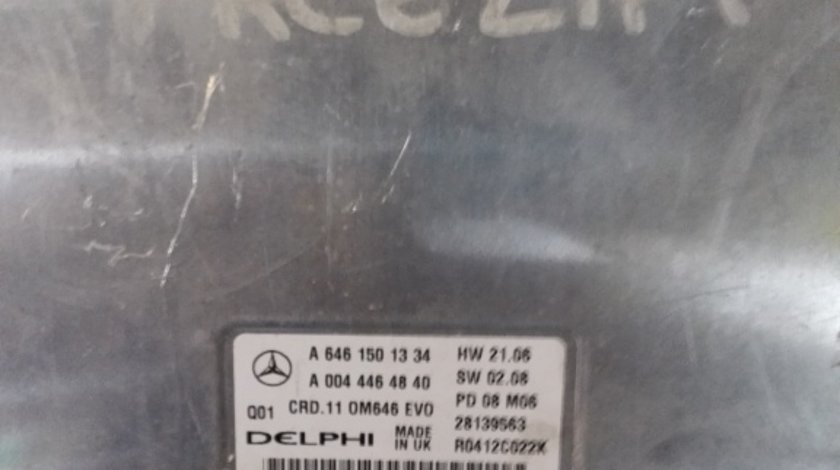 A 646 150 13 34 HW 21.06
A 004 446 48 40 SW 02.08
Q01 CRD.11 OM646 EVO PD 08 M06
28139563
DELPHI MADE IN UK R0412C022K